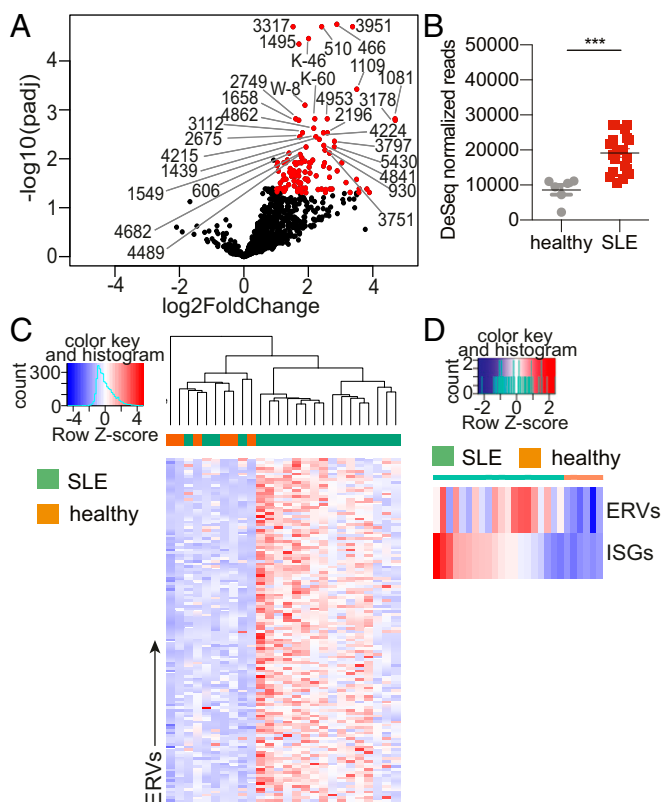 A
3317
3951
1495
510
466
K-46
1109
2749
W-8
K-60
1081
1658
4953
3178
4862
2196
3112
4224
2675
3797
4215
5430
1439
4841
1549
606
930
4682
3751
4489
-log10(padj)
4
3
2
1
0
-4
-2
0
2
4
log2FoldChange
B
***
DeSeq normalized reads
50000
40000
30000
20000
10000
0
healthy
SLE
C
color key
and histogram
count
300
0
-4
0
4
Row Z-score
SLE
healthy
ERVs
D
color key
and histogram
count
2
1
0
-2
0
2
Row Z-score
SLE
healthy
ERVs
ISGs